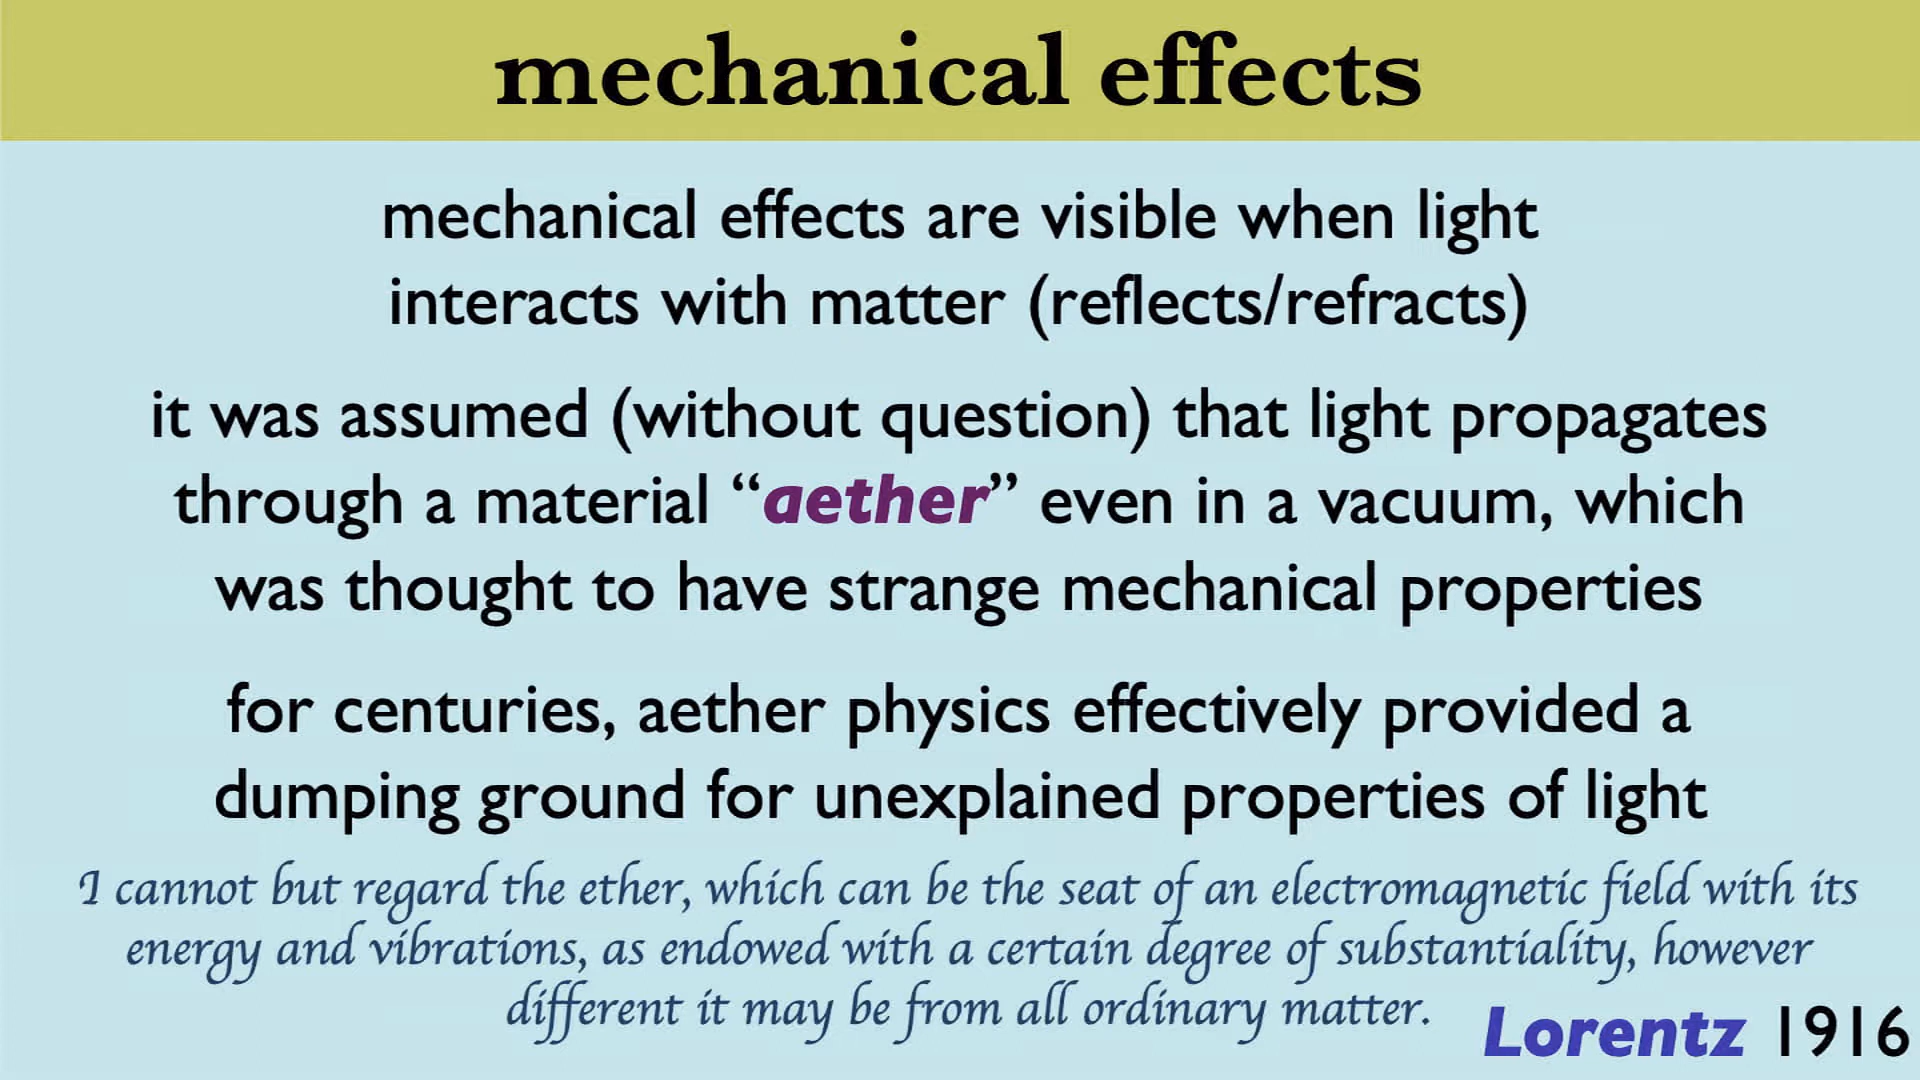 mechanical effects
mechanical effects are visible when light
interacts with matter (reflects/refracts)
it was assumed (without question) that light propagates
through a material “aether” even in a vacuum, which
was thought to have strange mechanical properties
for centuries, aether physics effectively provided a
dumping ground for unexplained properties of light
I cannot but regard the ether, which can be the seat of an electromagnetic field with its
energy and vibrations, as endowed with a certain degree of substantiality, however
different it may be from all ordinary matter.
Lorentz 1916